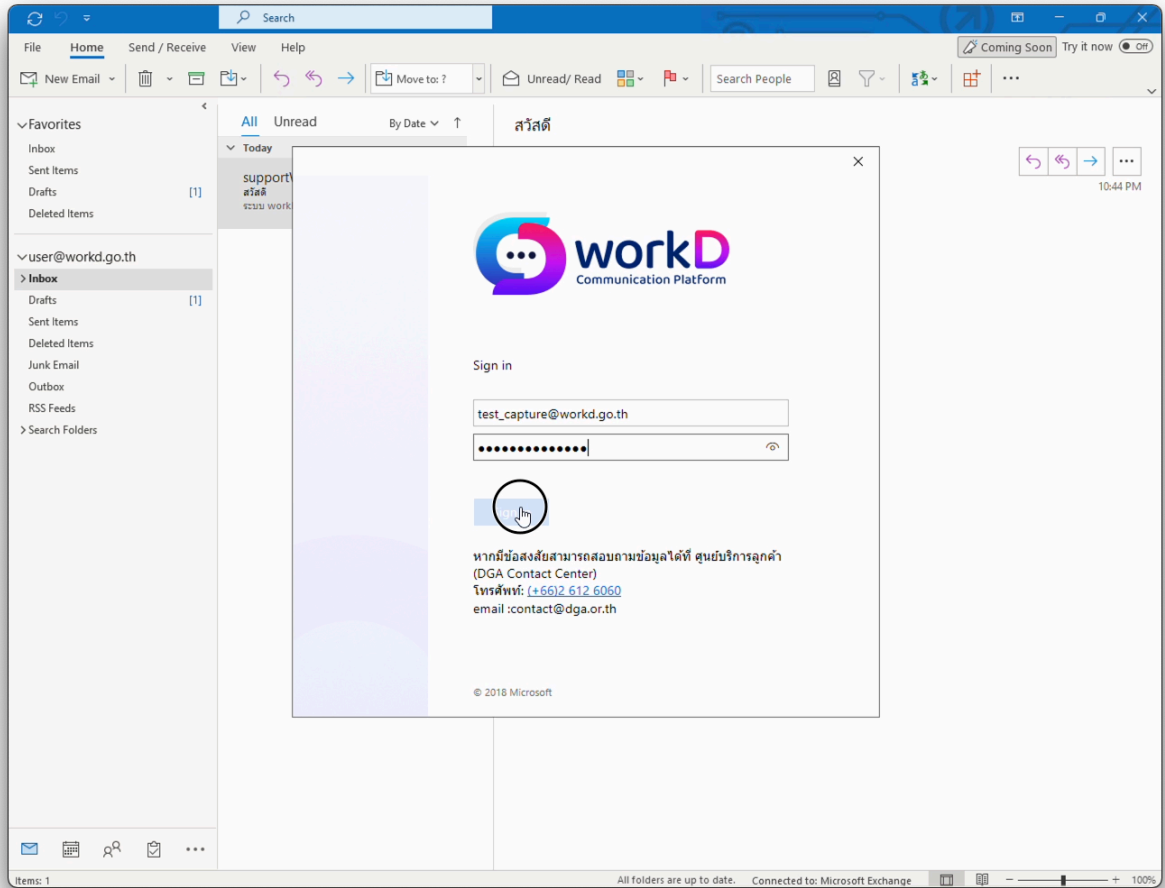 Search
File Home Send / Receive View Help
Coming Soon Try it now Off
New Email
Move to: ?
Unread/ Read
Search People
Favorites
Inbox
Sent Items
Drafts [1]
Deleted Items
user@workd.go.th
Inbox
Drafts [1]
Sent Items
Deleted Items
Junk Email
Outbox
RSS Feeds
Search Folders
All Unread By Date
Today
สวัสดี
ระบบ
สวัสดี
10:44 PM
workD
Communication Platform
Sign in
test_capture@workd.go.th
หากมีข้อสงสัยสามารถสอบถามข้อมูลได้ที่ ศูนย์บริการลูกค้า
(DGA Contact Center)
โทรศัพท์: (+66)2 612 6060
email :contact@dga.or.th
© 2018 Microsoft
Items: 1
All folders are up to date. Connected to: Microsoft Exchange 100%